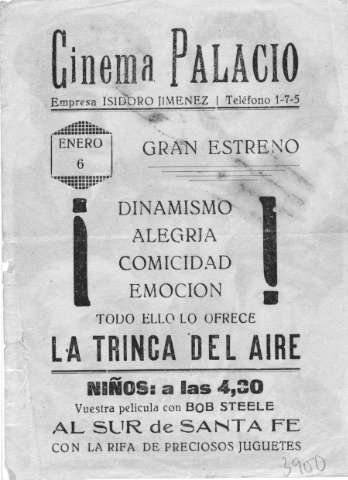 Cinema PALACIO
Empresa ISIDORO JIMENEZ | Teléfono 1-7-5
ENERO
6
GRAN ESTRENO
¡
DINAMISMO
ALEGRIA
COMICIDAD
EMOCION
!
TODO ELLO LO OFRECE
LA TRINCA DEL AIRE
NIÑOS: a las 4,30
Vuestra pelicula con BOB STEELE
AL SUR de SANTA FE
CON LA RIFA DE PRECIOSOS JUGUETES
3900